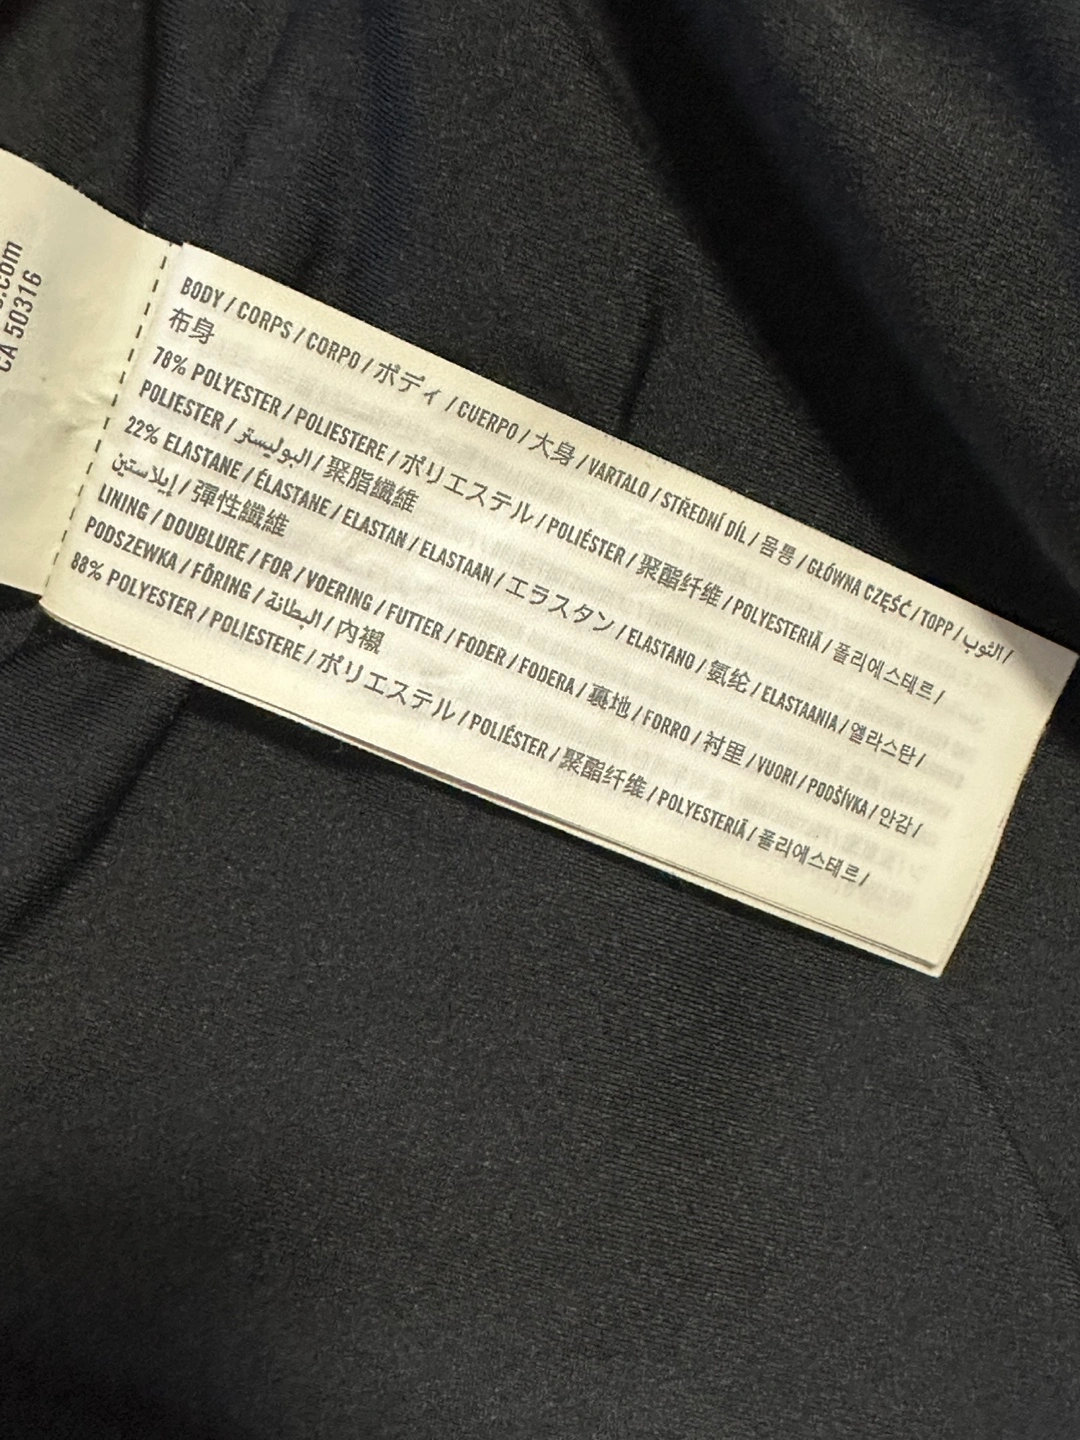 .com
CA 50316
BODY / CORPS / CORPO / ボディ / CUERPO / 大身 / VARTALO / STŘEDNÍ DÍL / 몸통 / GŁÓWNA CZĘŚĆ / TOPP / الثوب /
布身
78% POLYESTER / POLIESTERE / ポリエステル / POLIÉSTER / 聚酯纤维 / POLYESTERIÄ / 폴리에스테르 /
POLIESTER / البوليستر / 聚脂纖維
22% ELASTANE / ÉLASTANE / ELASTAN / ELASTAAN / エラスタン / ELASTANO / 氨纶 / ELASTAANIA / 엘라스탄 /
إيلاستين / 彈性纖維
LINING / DOUBLURE / FOR / VOERING / FUTTER / FODER / FODERA / 裏地 / FORRO / 衬里 / VUORI / PODŠÍVKA / 안감 /
PODSZEWKA / FÔRING / البطانة / 內襯
88% POLYESTER / POLIESTERE / ポリエステル / POLIÉSTER / 聚酯纤维 / POLYESTERIÄ / 폴리에스테르 /